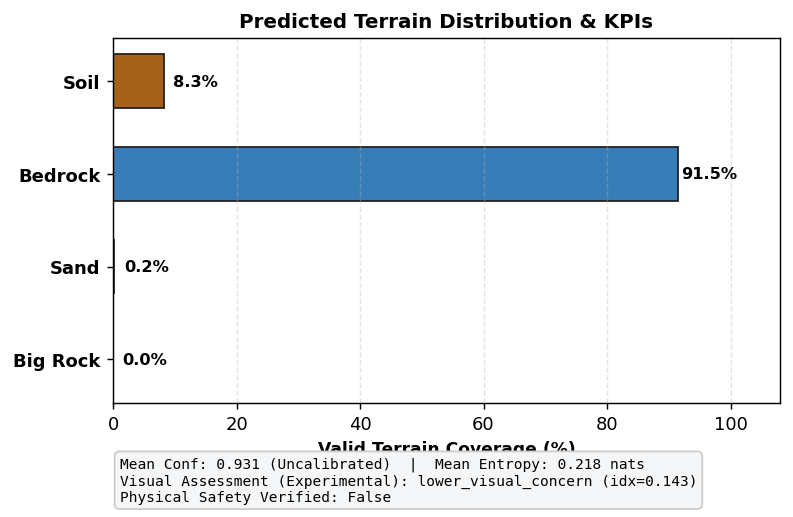 Predicted Terrain Distribution & KPIs
Soil
8.3%
Bedrock
91.5%
Sand
0.2%
Big Rock
0.0%
0 20 40 60 80 100
Valid Terrain Coverage (%)
Mean Conf: 0.931 (Uncalibrated) | Mean Entropy: 0.218 nats
Visual Assessment (Experimental): lower_visual_concern (idx=0.143)
Physical Safety Verified: False